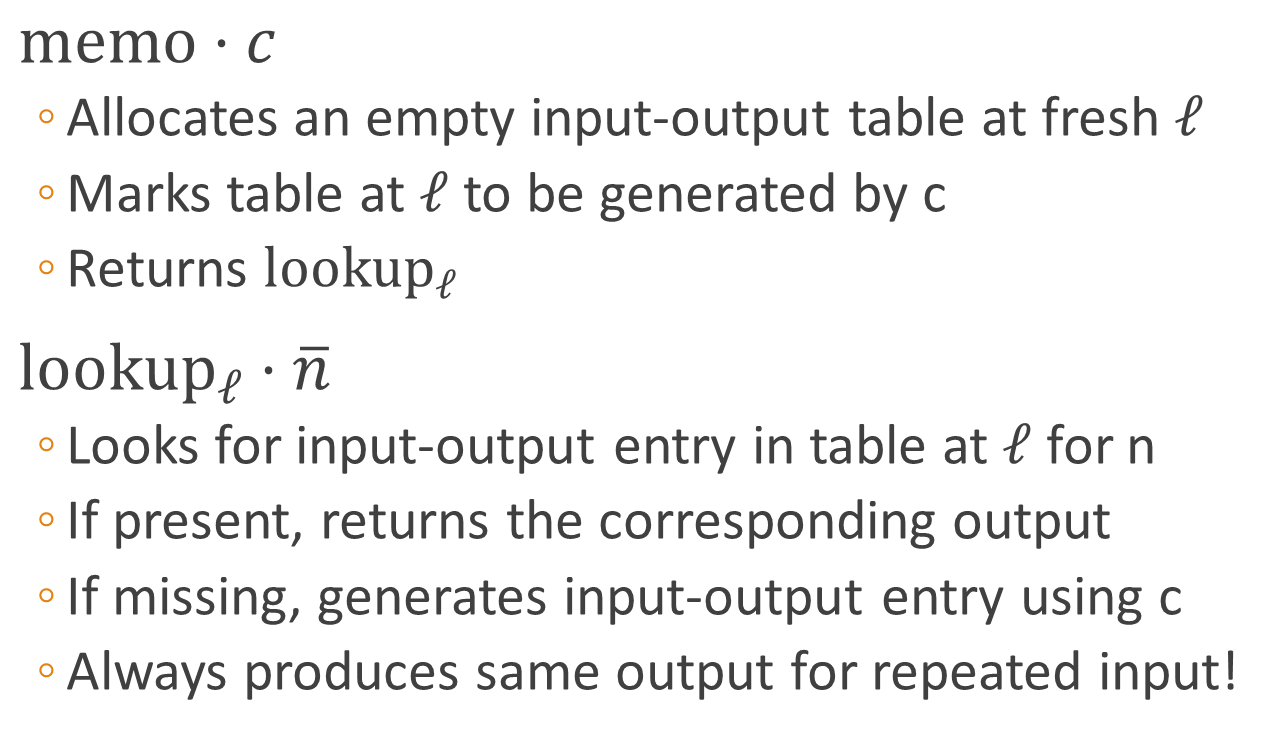 memo · c
◦ Allocates an empty input-output table at fresh ℓ
◦ Marks table at ℓ to be generated by c
◦ Returns lookupℓ
lookupℓ · n̅
◦ Looks for input-output entry in table at ℓ for n
◦ If present, returns the corresponding output
◦ If missing, generates input-output entry using c
◦ Always produces same output for repeated input!